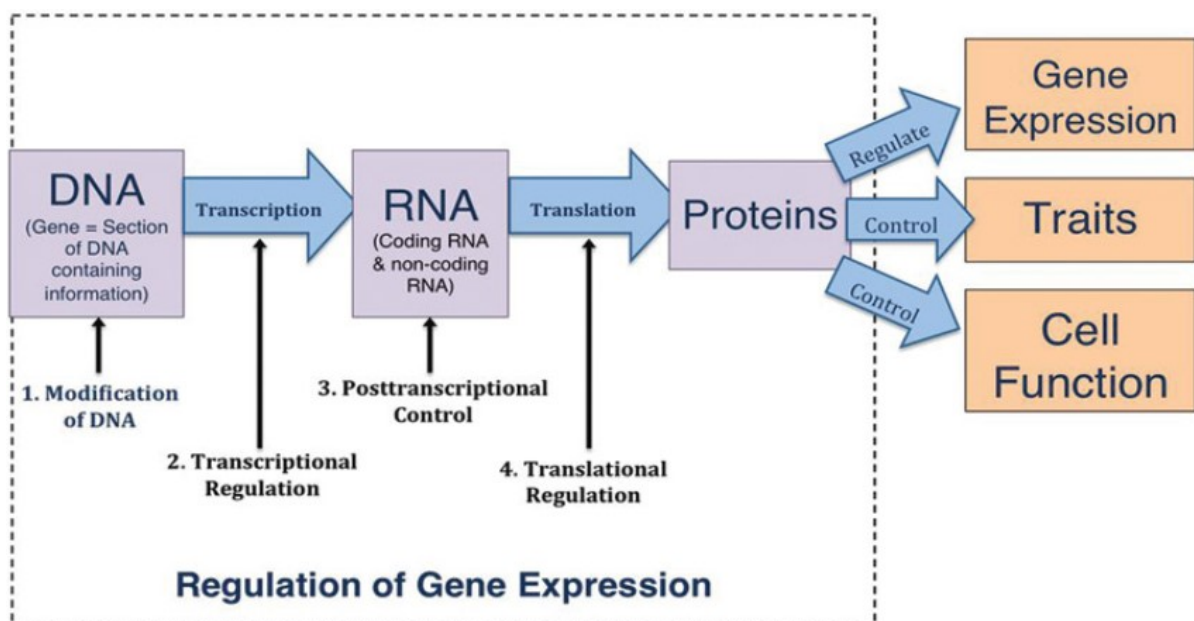 DNA
(Gene = Section
of DNA
containing
information)
Transcription
RNA
(Coding RNA
& non-coding
RNA)
Translation
Proteins
Regulate
Control
Control
Gene
Expression
Traits
Cell
Function
1. Modification
of DNA
2. Transcriptional
Regulation
3. Posttranscriptional
Control
4. Translational
Regulation
Regulation of Gene Expression